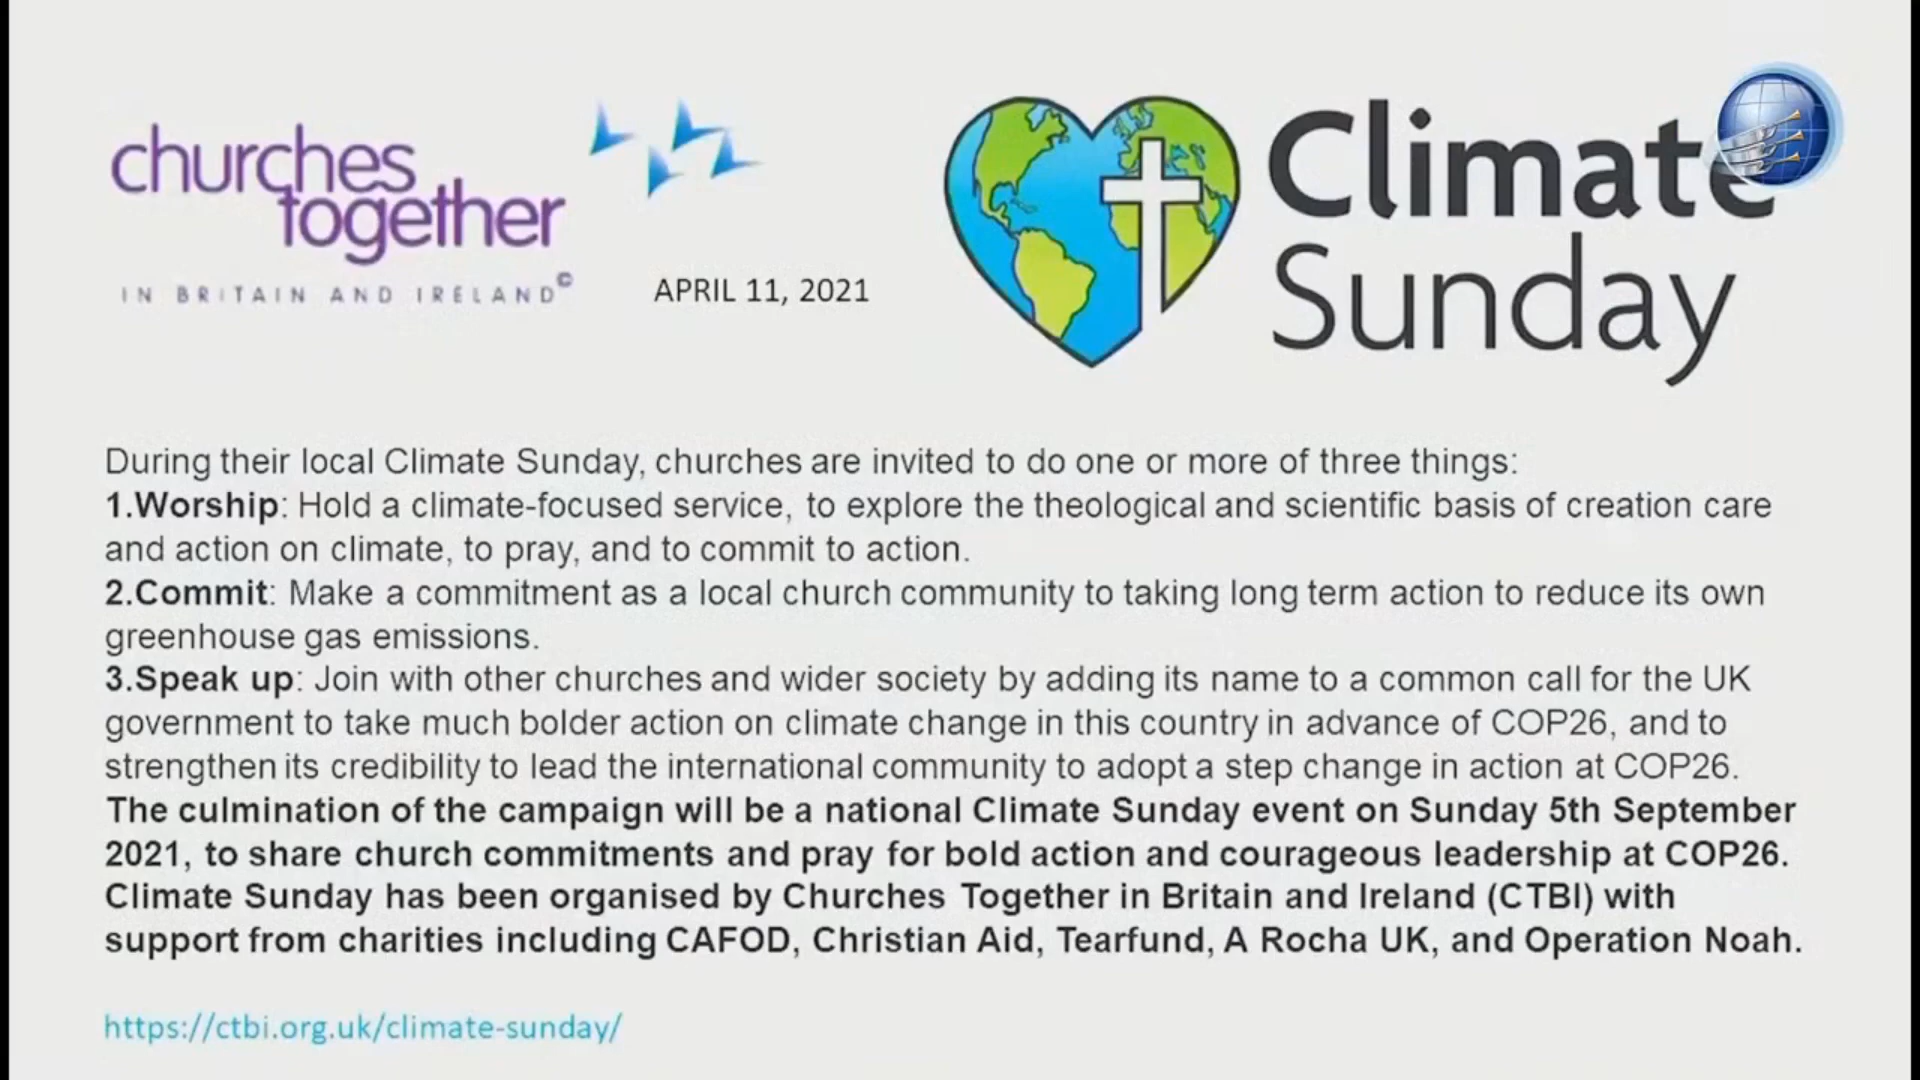 churches
together
IN BRITAIN AND IRELAND©
APRIL 11, 2021
Climate
Sunday
During their local Climate Sunday, churches are invited to do one or more of three things:
1.Worship: Hold a climate-focused service, to explore the theological and scientific basis of creation care
and action on climate, to pray, and to commit to action.
2.Commit: Make a commitment as a local church community to taking long term action to reduce its own
greenhouse gas emissions.
3.Speak up: Join with other churches and wider society by adding its name to a common call for the UK
government to take much bolder action on climate change in this country in advance of COP26, and to
strengthen its credibility to lead the international community to adopt a step change in action at COP26.
The culmination of the campaign will be a national Climate Sunday event on Sunday 5th September
2021, to share church commitments and pray for bold action and courageous leadership at COP26.
Climate Sunday has been organised by Churches Together in Britain and Ireland (CTBI) with
support from charities including CAFOD, Christian Aid, Tearfund, A Rocha UK, and Operation Noah.
https://ctbi.org.uk/climate-sunday/